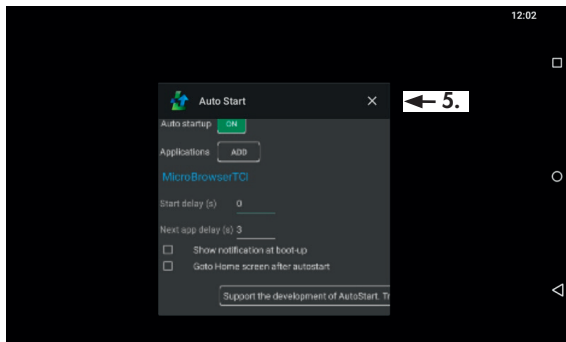 12:02
Auto Start
5.
Auto startup ON
Applications ADD
MicroBrowserTCI
Start delay (s) 0
Next app delay (s) 3
Show notification at boot-up
Goto Home screen after autostart
Support the development of AutoStart. Tr